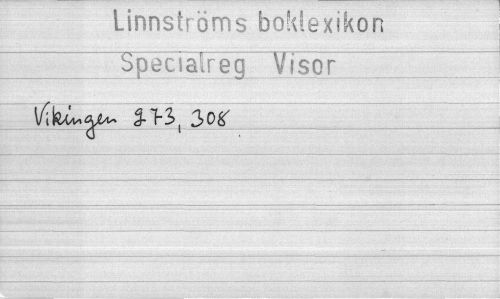 Linnströms boklexikon
Specialreg Visor
Vikingen 273, 308